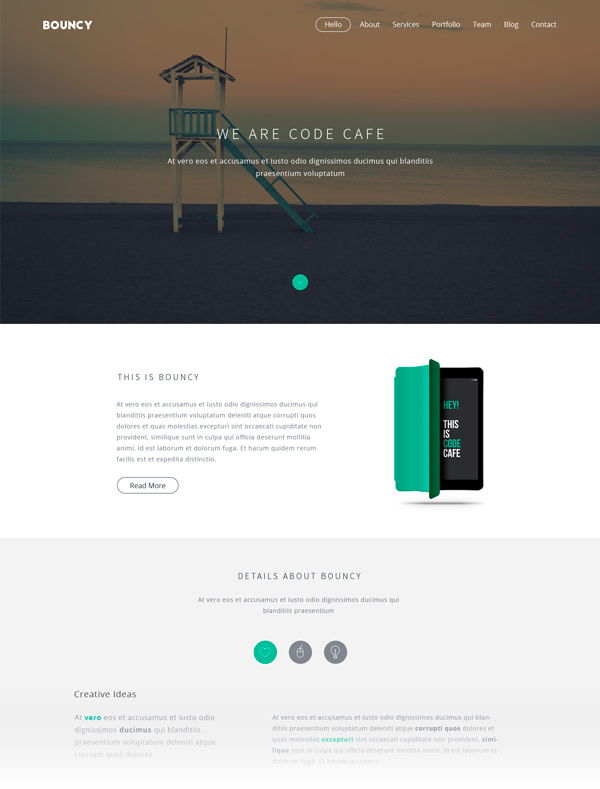 BOUNCY
Hello About Services Portfolio Team Blog Contact
WE ARE CODE CAFE
At vero eos et accusamus et iusto odio dignissimos ducimus qui blanditiis
praesentium voluptatum
THIS IS BOUNCY
At vero eos et accusamus et iusto odio dignissimos ducimus qui
blanditiis praesentium voluptatum deleniti atque corrupti quos
dolores et quas molestias excepturi sint occaecati cupiditate non
provident, similique sunt in culpa qui officia deserunt mollitia
animi, id est laborum et dolorum fuga. Et harum quidem rerum
facilis est et expedita distinctio.
Read More
HEY!
THIS
IS
CODE
CAFE
DETAILS ABOUT BOUNCY
At vero eos et accusamus et iusto odio dignissimos ducimus qui
blanditiis praesentium
Creative Ideas
At vero eos et accusamus et iusto odio
dignissimos ducimus qui blanditiis
praesentium voluptatum deleniti atque
corrupti quos dolores
At vero eos et accusamus et iusto odio dignissimos ducimus qui blan-
ditiis praesentium voluptatum deleniti atque corrupti quos dolores et
quas molestias excepturi sint occaecati cupiditate non provident, simi-
lique sunt in culpa qui officia deserunt mollitia animi, id est laborum et
dolorum fuga. Et harum quidem r